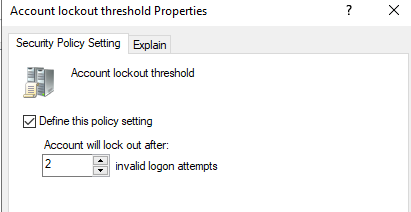 Account lockout threshold Properties
?
Security Policy Setting
Explain
Account lockout threshold
Define this policy setting
Account will lock out after:
2 invalid logon attempts